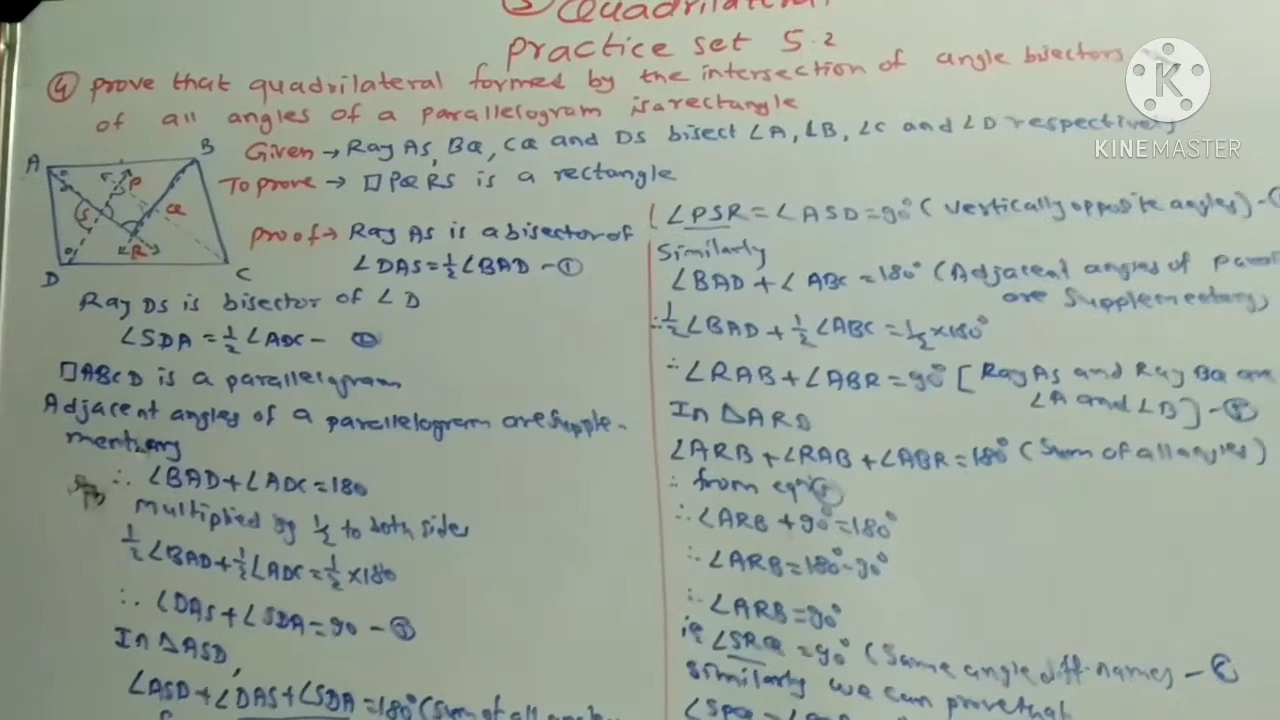 ③ Quadrilateral
practice set 5.2
④ prove that quadrilateral formed by the intersection of angle bisectors
of all angles of a parallelogram is a rectangle
Given → Ray AS, BQ, CQ and DS bisect ∠A, ∠B, ∠C and ∠D respectively
To prove → □PQRS is a rectangle
A
B
P
S
Q
R
D
C
proof → Ray AS is a bisector of
∠DAS = ½ ∠BAD - ①
Ray DS is bisector of ∠D
∠SDA = ½ ∠ADC -
□ABCD is a parallelogram
Adjacent angles of a parallelogram are supple-
mentary
∴ ∠BAD + ∠ADC = 180
multiplied by ½ to both sides
½ ∠BAD + ½ ∠ADC = ½ × 180
∴ ∠DAS + ∠SDA = 90 - ③
In △ASD,
∠ASD + ∠DAS + ∠SDA = 180° (Sum of all
∠PSR = ∠ASD = 90° (vertically opposite angles) -
Similarly
∠BAD + ∠ABC = 180° (Adjacent angles of
are supplementary)
∴ ½ ∠BAD + ½ ∠ABC = ½ × 180°
∴ ∠RAB + ∠ABR = 90° [Ray AS and Ray BQ are
∠A and ∠B] -
In △ARB
∠ARB + ∠RAB + ∠ABR = 180° (Sum of all angles)
∴ from eqn
∴ ∠ARB + 90° = 180°
∴ ∠ARB = 180° - 90°
∴ ∠ARB = 90°
ie ∠SRQ = 90° (Same angle diff. names -
similarly we can prove that
∠SPQ =
K
KINEMASTER